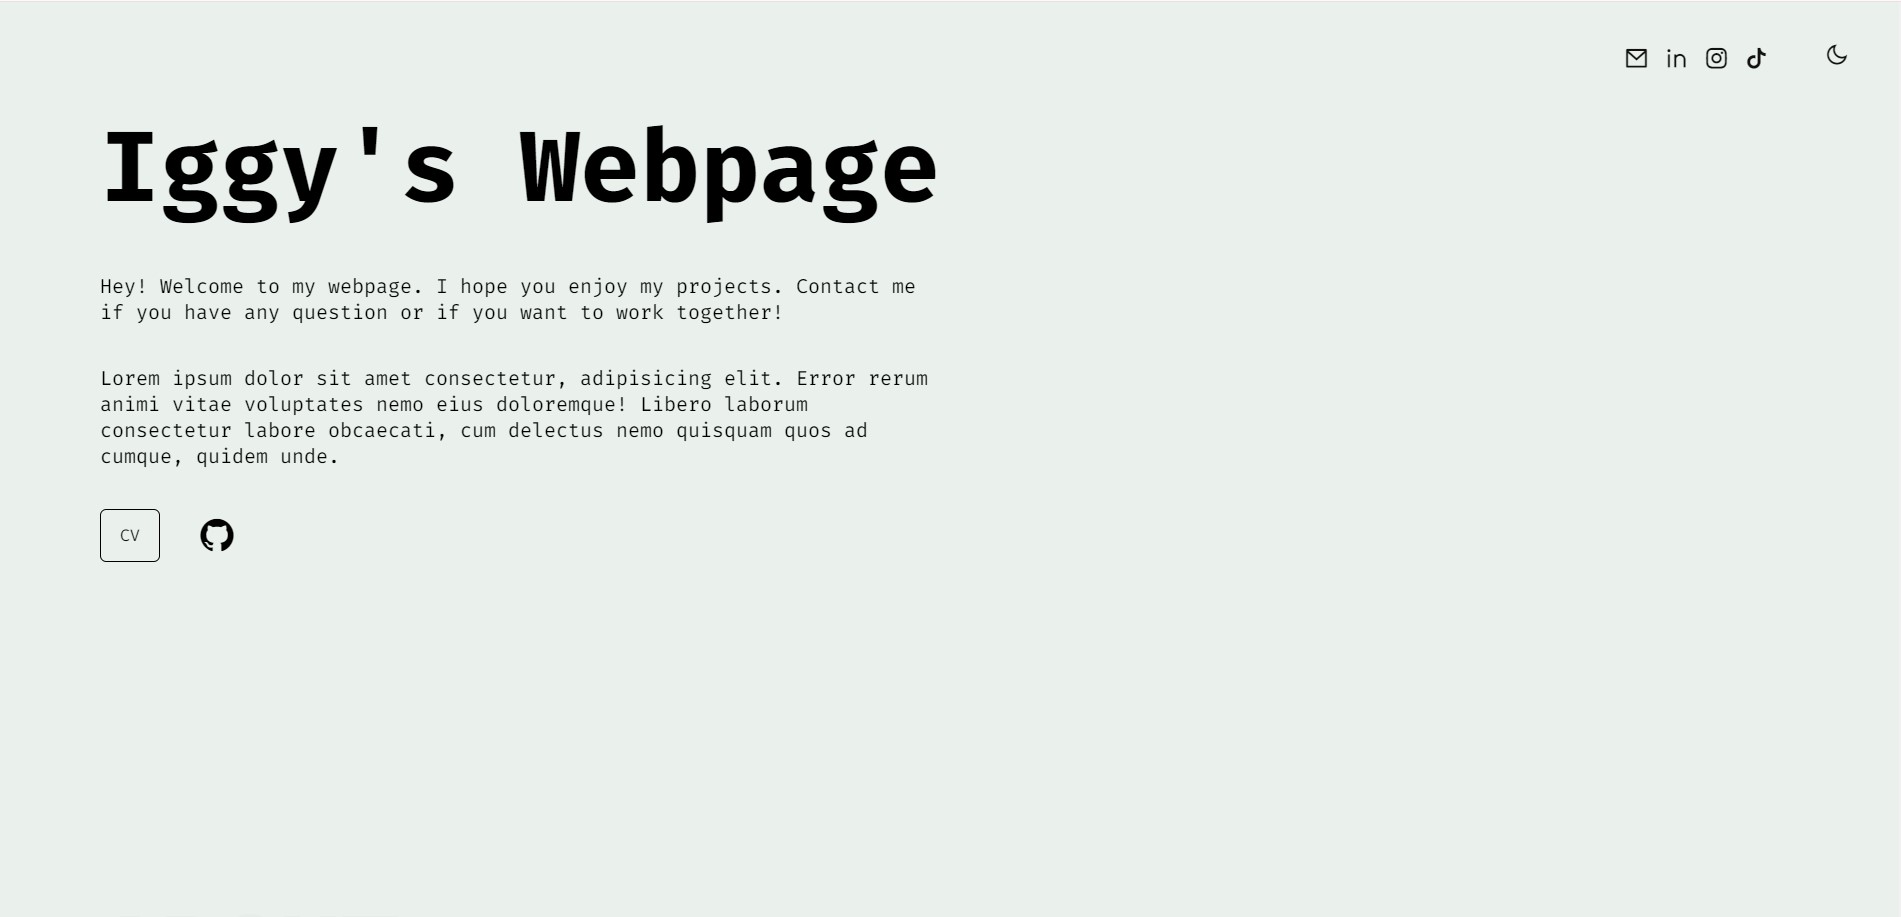 in
Iggy's Webpage
Hey! Welcome to my webpage. I hope you enjoy my projects. Contact me
if you have any question or if you want to work together!
Lorem ipsum dolor sit amet consectetur, adipisicing elit. Error rerum
animi vitae voluptates nemo eius doloremque! Libero laborum
consectetur labore obcaecati, cum delectus nemo quisquam quos ad
cumque, quidem unde.
CV